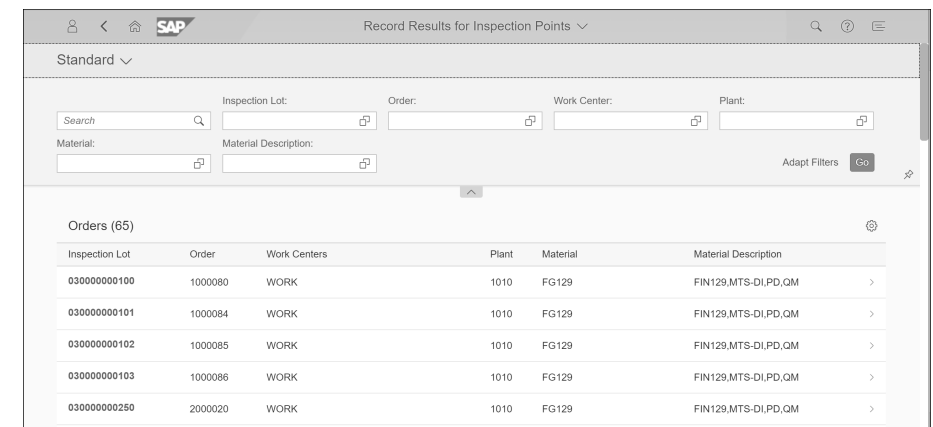 SAP Record Results for Inspection Points
Standard
Inspection Lot: Order: Work Center: Plant:
Search
Material: Material Description:
Adapt Filters Go
Orders (65)
Inspection Lot Order Work Centers Plant Material Material Description
030000000100 1000080 WORK 1010 FG129 FIN129,MTS-DI,PD,QM
030000000101 1000084 WORK 1010 FG129 FIN129,MTS-DI,PD,QM
030000000102 1000085 WORK 1010 FG129 FIN129,MTS-DI,PD,QM
030000000103 1000086 WORK 1010 FG129 FIN129,MTS-DI,PD,QM
030000000250 2000020 WORK 1010 FG129 FIN129,MTS-DI,PD,QM